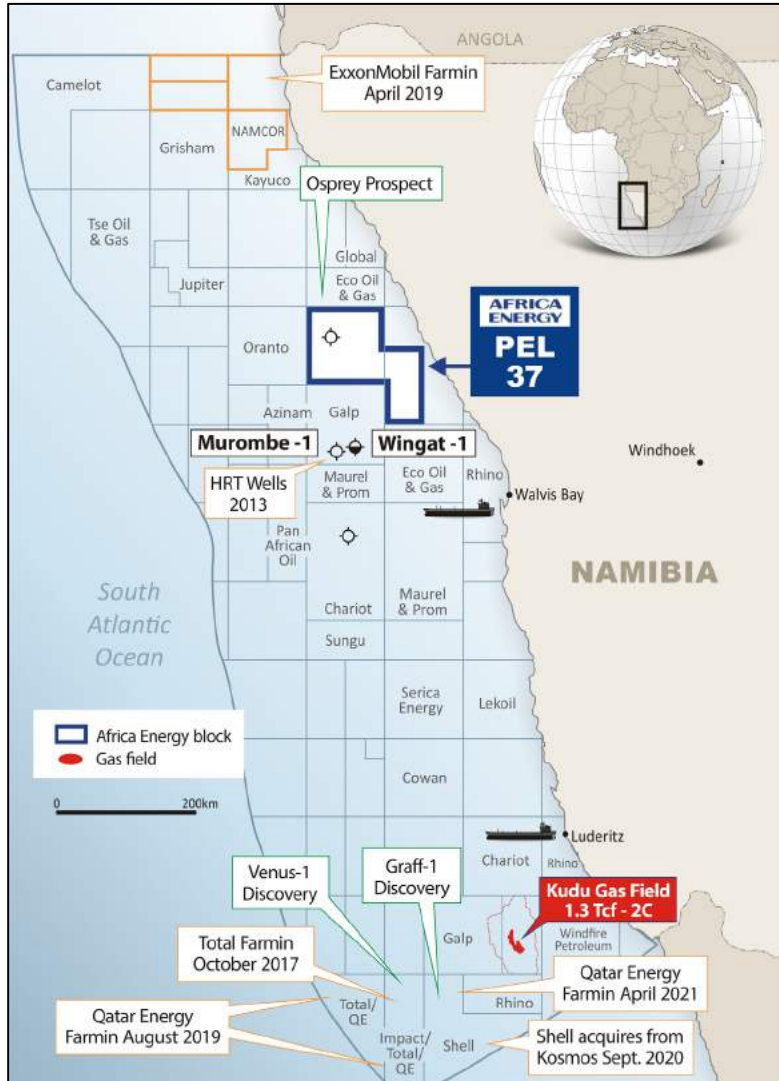 ANGOLA
Camelot
ExxonMobil Farmin
April 2019
NAMCOR
Grisham
Kayuco
Osprey Prospect
Tse Oil
& Gas
Global
Jupiter
Eco Oil
& Gas
AFRICA
ENERGY
PEL
37
Oranto
Azinam
Galp
Murombe -1
Wingat -1
Windhoek
HRT Wells
2013
Maurel
& Prom
Eco Oil
& Gas
Rhino
Walvis Bay
Pan
African
Oil
NAMIBIA
South
Atlantic
Ocean
Chariot
Maurel
& Prom
Sungu
Serica
Energy
Lekoil
Africa Energy block
Gas field
Cowan
0
200km
Luderitz
Chariot
Rhino
Venus-1
Discovery
Graff-1
Discovery
Kudu Gas Field
1.3 Tcf - 2C
Galp
Windfire
Petroleum
Total Farmin
October 2017
Qatar Energy
Farmin April 2021
Total/
QE
Rhino
Qatar Energy
Farmin August 2019
Impact/
Total/
QE
Shell
Shell acquires from
Kosmos Sept. 2020